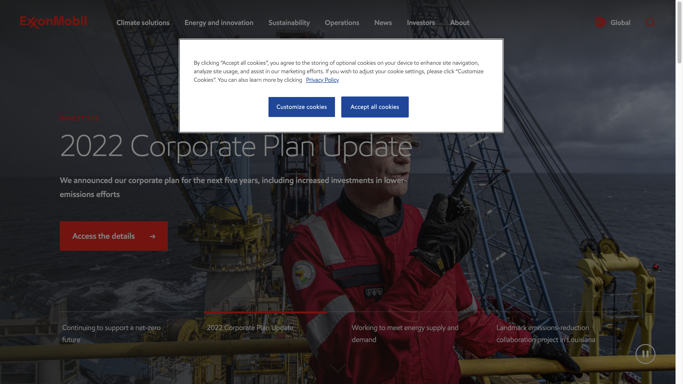 ExxonMobil
Climate solutions
Energy and innovation
Sustainability
Operations
News
Investors
About
Global
By clicking "Accept all cookies", you agree to the storing of optional cookies on your device to enhance site navigation,
analyze site usage, and assist in our marketing efforts. If you wish to adjust your cookie settings, please click "Customize
Cookies". You can also learn more by clicking Privacy Policy
Customize cookies
Accept all cookies
2022 Corporate Plan Update
We announced our corporate plan for the next five years, including increased investments in lower-
emissions efforts
Access the details →
Continuing to support a net-zero
future
2022 Corporate Plan Update
Working to meet energy supply and
demand
Landmark emissions-reduction
collaboration project in Louisiana